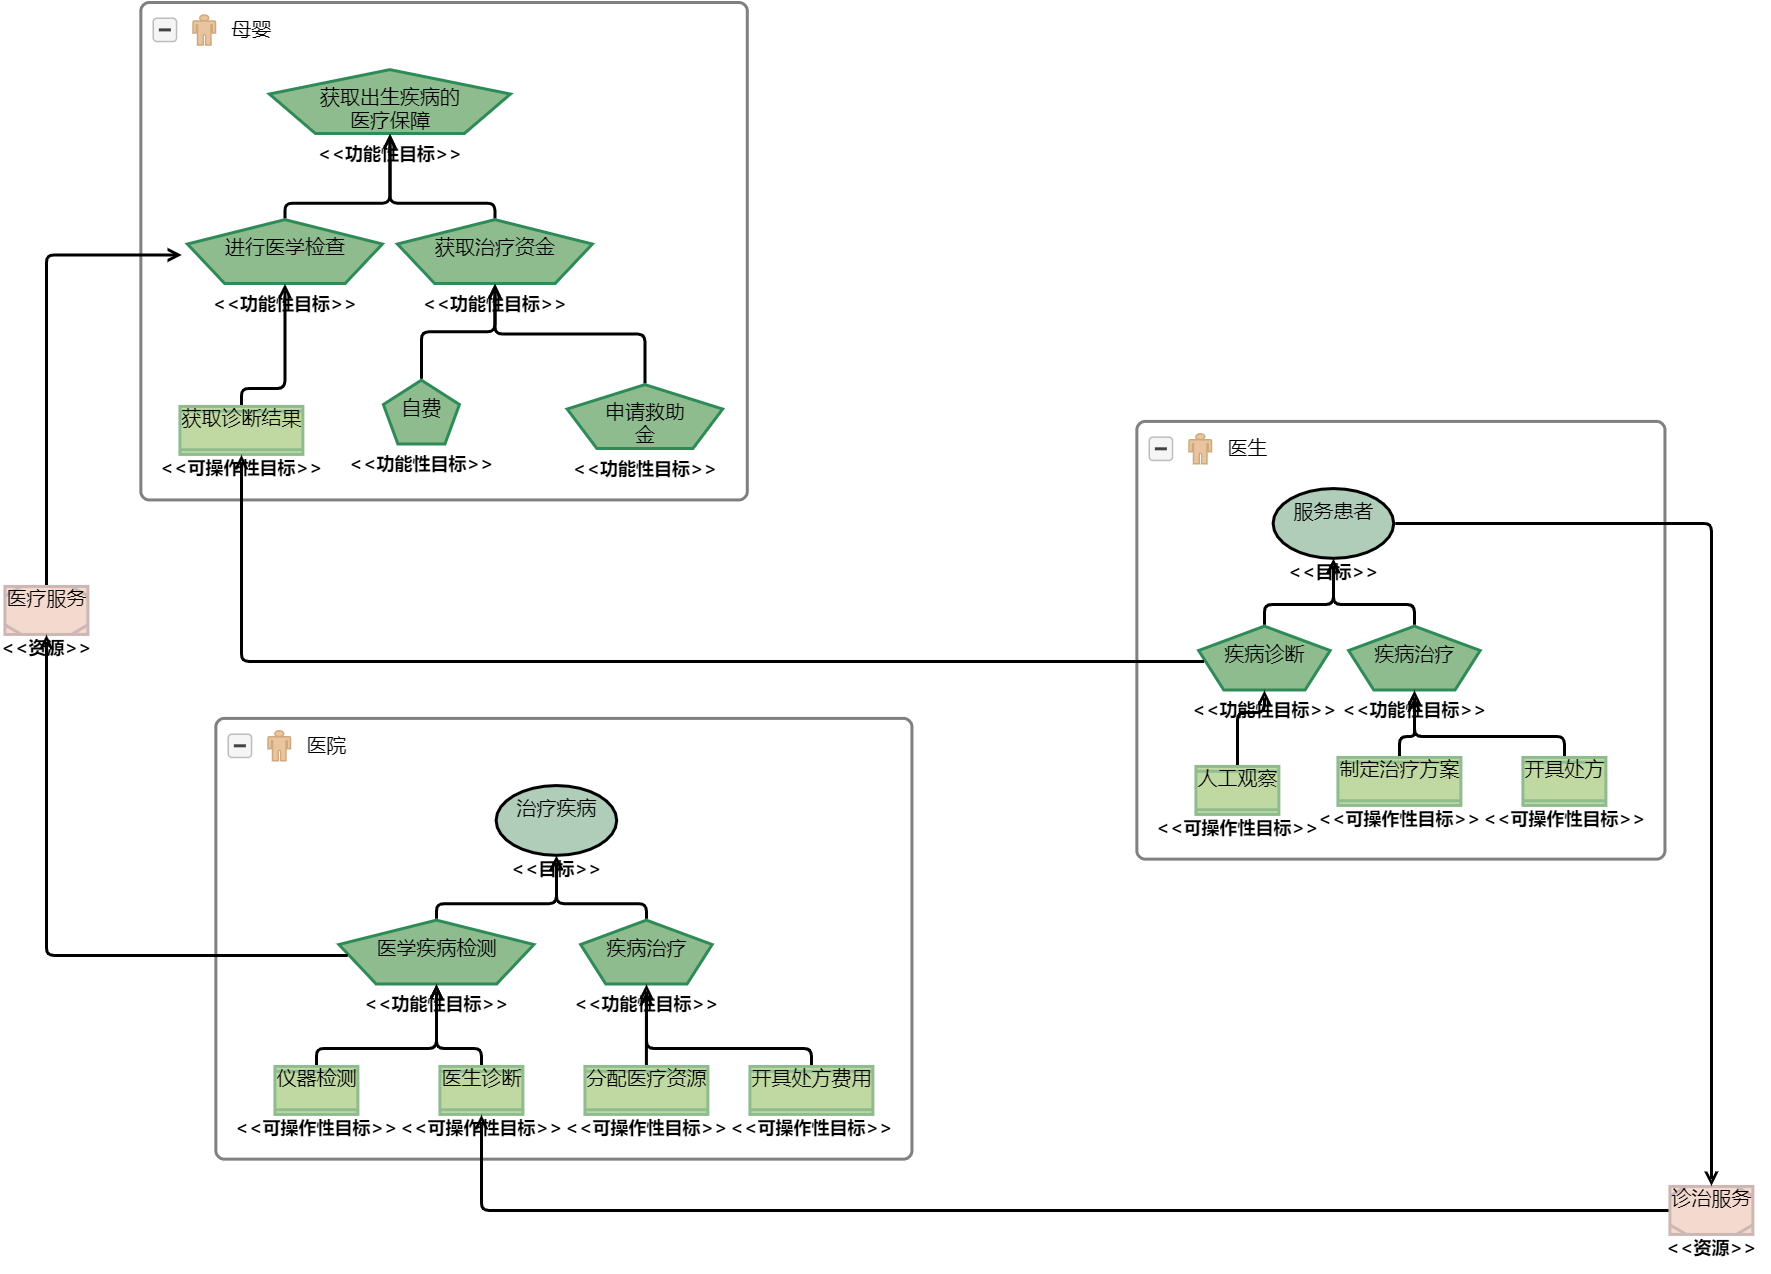 母婴
获取出生疾病的
医疗保障
<<功能性目标>>
进行医学检查
获取治疗资金
<<功能性目标>>
<<功能性目标>>
自费
申请救助
金
获取诊断结果
<<可操作性目标>>
<<功能性目标>>
<<功能性目标>>
医生
服务患者
<<目标>>
医疗服务
<<资源>>
疾病诊断
疾病治疗
<<功能性目标>>
<<功能性目标>>
人工观察
制定治疗方案
开具处方
<<可操作性目标>>
<<可操作性目标>>
<<可操作性目标>>
医院
治疗疾病
<<目标>>
医学疾病检测
疾病治疗
<<功能性目标>>
<<功能性目标>>
仪器检测
医生诊断
分配医疗资源
开具处方费用
<<可操作性目标>>
<<可操作性目标>>
<<可操作性目标>>
<<可操作性目标>>
诊治服务
<<资源>>